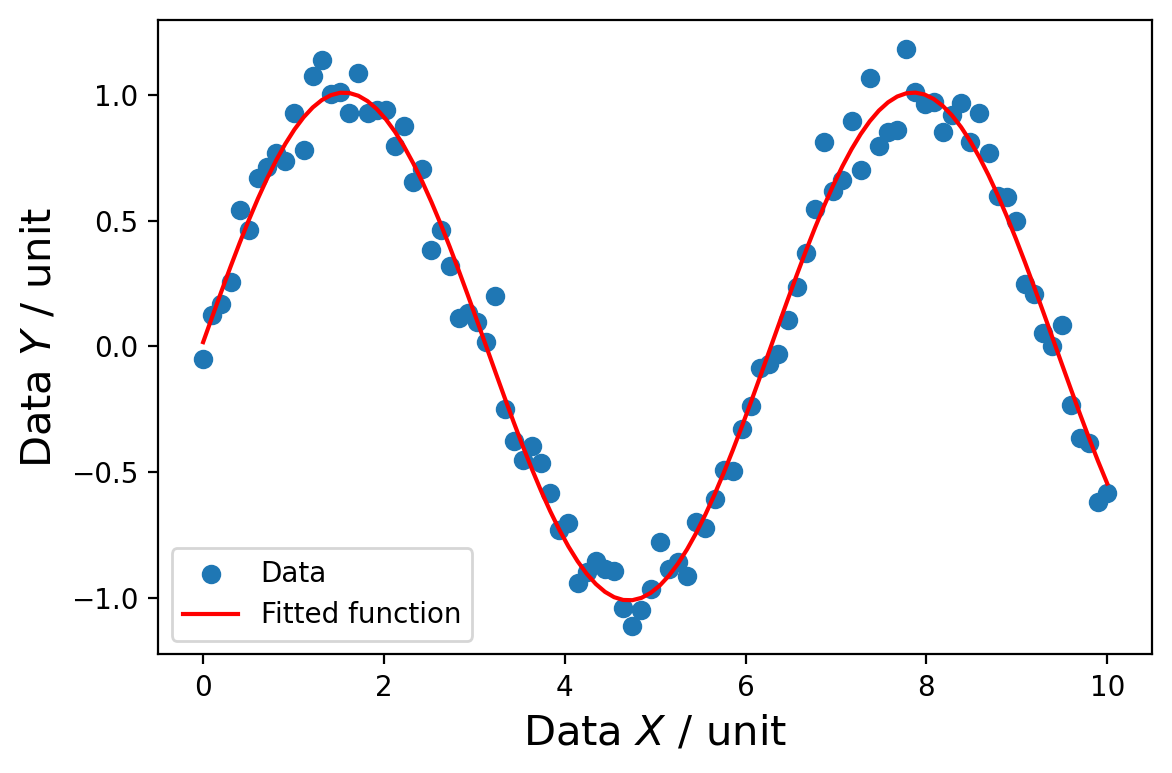 1.0
0.5
0.0
−0.5
−1.0
Data Y / unit
Data
Fitted function
0 2 4 6 8 10
Data X / unit